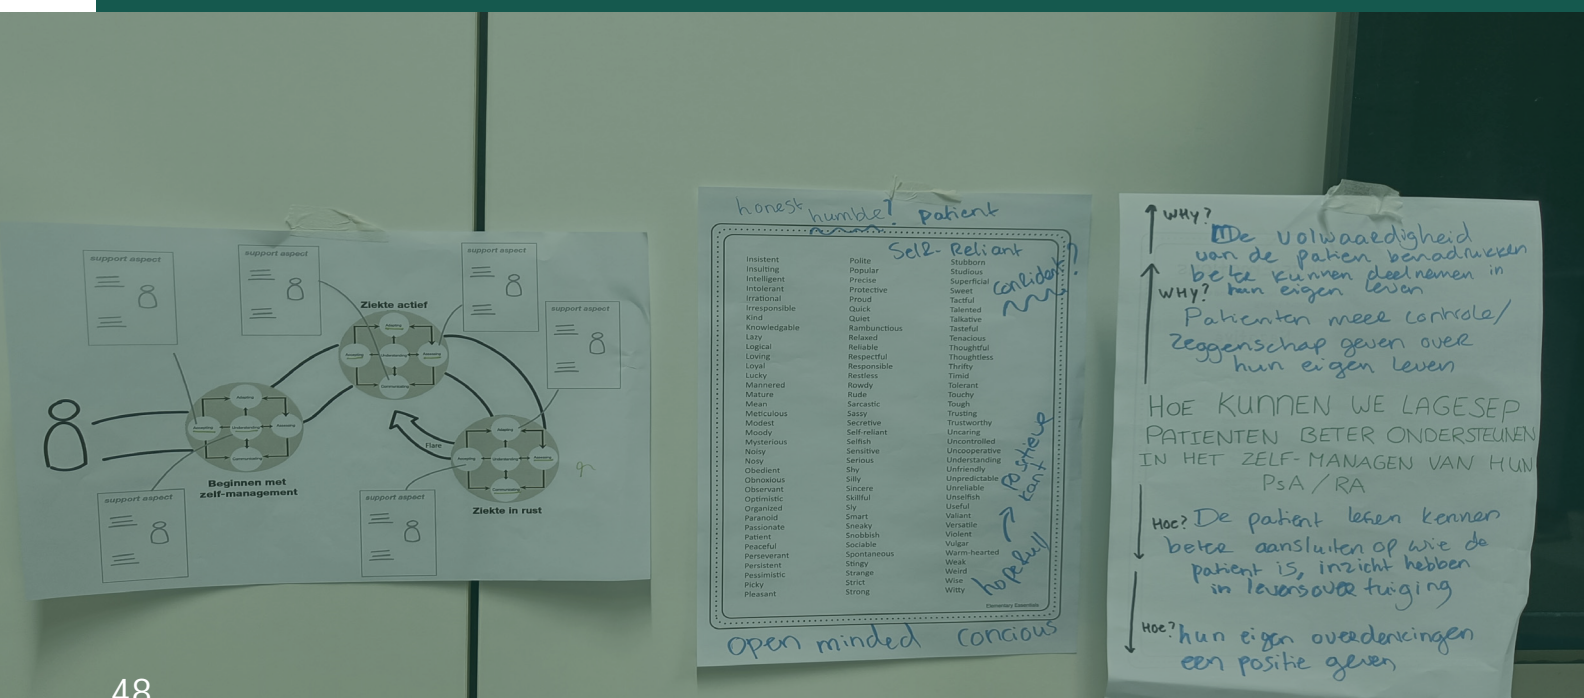 support aspect
support aspect
support aspect
support aspect
support aspect
support aspect
Ziekte actief
Flare
Beginnen met
zelf-management
Ziekte in rust
honest humble? patient
Self-Reliant
confident?
Insistent
Insulting
Intelligent
Intolerant
Irrational
Irresponsible
Kind
Knowledgable
Lazy
Logical
Loving
Loyal
Lucky
Mannered
Mature
Mean
Meticulous
Modest
Moody
Mysterious
Noisy
Nosy
Obedient
Obnoxious
Observant
Optimistic
Organized
Paranoid
Passionate
Patient
Peaceful
Perseverant
Persistent
Pessimistic
Picky
Pleasant
Polite
Popular
Precise
Protective
Proud
Quick
Quiet
Rambunctious
Relaxed
Reliable
Respectful
Responsible
Restless
Rowdy
Rude
Sarcastic
Sassy
Secretive
Self-reliant
Selfish
Sensitive
Serious
Shy
Silly
Sincere
Skillful
Sly
Smart
Sneaky
Snobbish
Sociable
Spontaneous
Stingy
Strange
Strict
Strong
Stubborn
Studious
Superficial
Sweet
Tactful
Talented
Talkative
Tasteful
Tenacious
Thoughtful
Thoughtless
Thrifty
Timid
Tolerant
Touchy
Tough
Trusting
Trustworthy
Uncaring
Uncontrolled
Uncooperative
Understanding
Unfriendly
Unpredictable
Unreliable
Unselfish
Useful
Valiant
Versatile
Violent
Vulgar
Warm-hearted
Weak
Weird
Wise
Witty
hopefull → positieve
kant
Elementary Essentials
open minded concious
WHY?
De volwaardigheid
van de patien benadrukken
beter kunnen deelnemen in
hun eigen leven
WHY?
Patienten meer controle/
zeggenschap geven over
hun eigen leven
HOE KUNNEN WE LAGESEP
PATIENTEN BETER ONDERSTEUNEN
IN HET ZELF-MANAGEN VAN HUN
PsA/RA
Hoe? De patient leren kennen
beter aansluiten op wie de
patient is, inzicht hebben
in levensovertuiging
Hoe? hun eigen overdenkingen
een positie geven
48